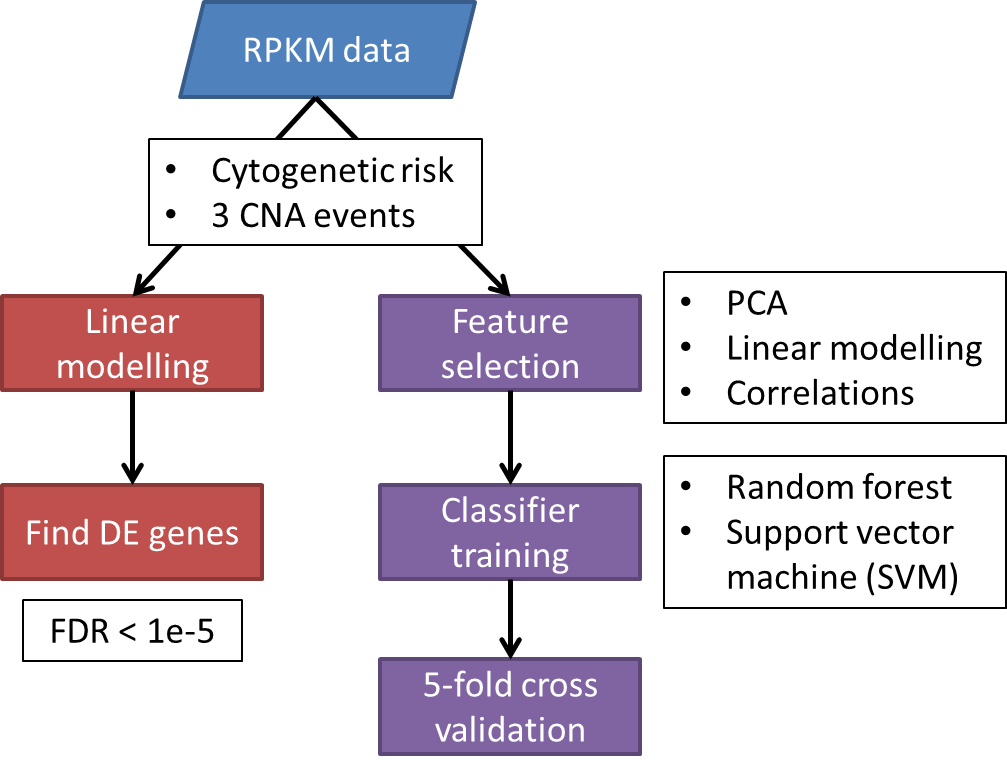 RPKM data
• Cytogenetic risk
• 3 CNA events
Linear
modelling
Feature
selection
• PCA
• Linear modelling
• Correlations
Find DE genes
Classifier
training
• Random forest
• Support vector
machine (SVM)
FDR < 1e-5
5-fold cross
validation